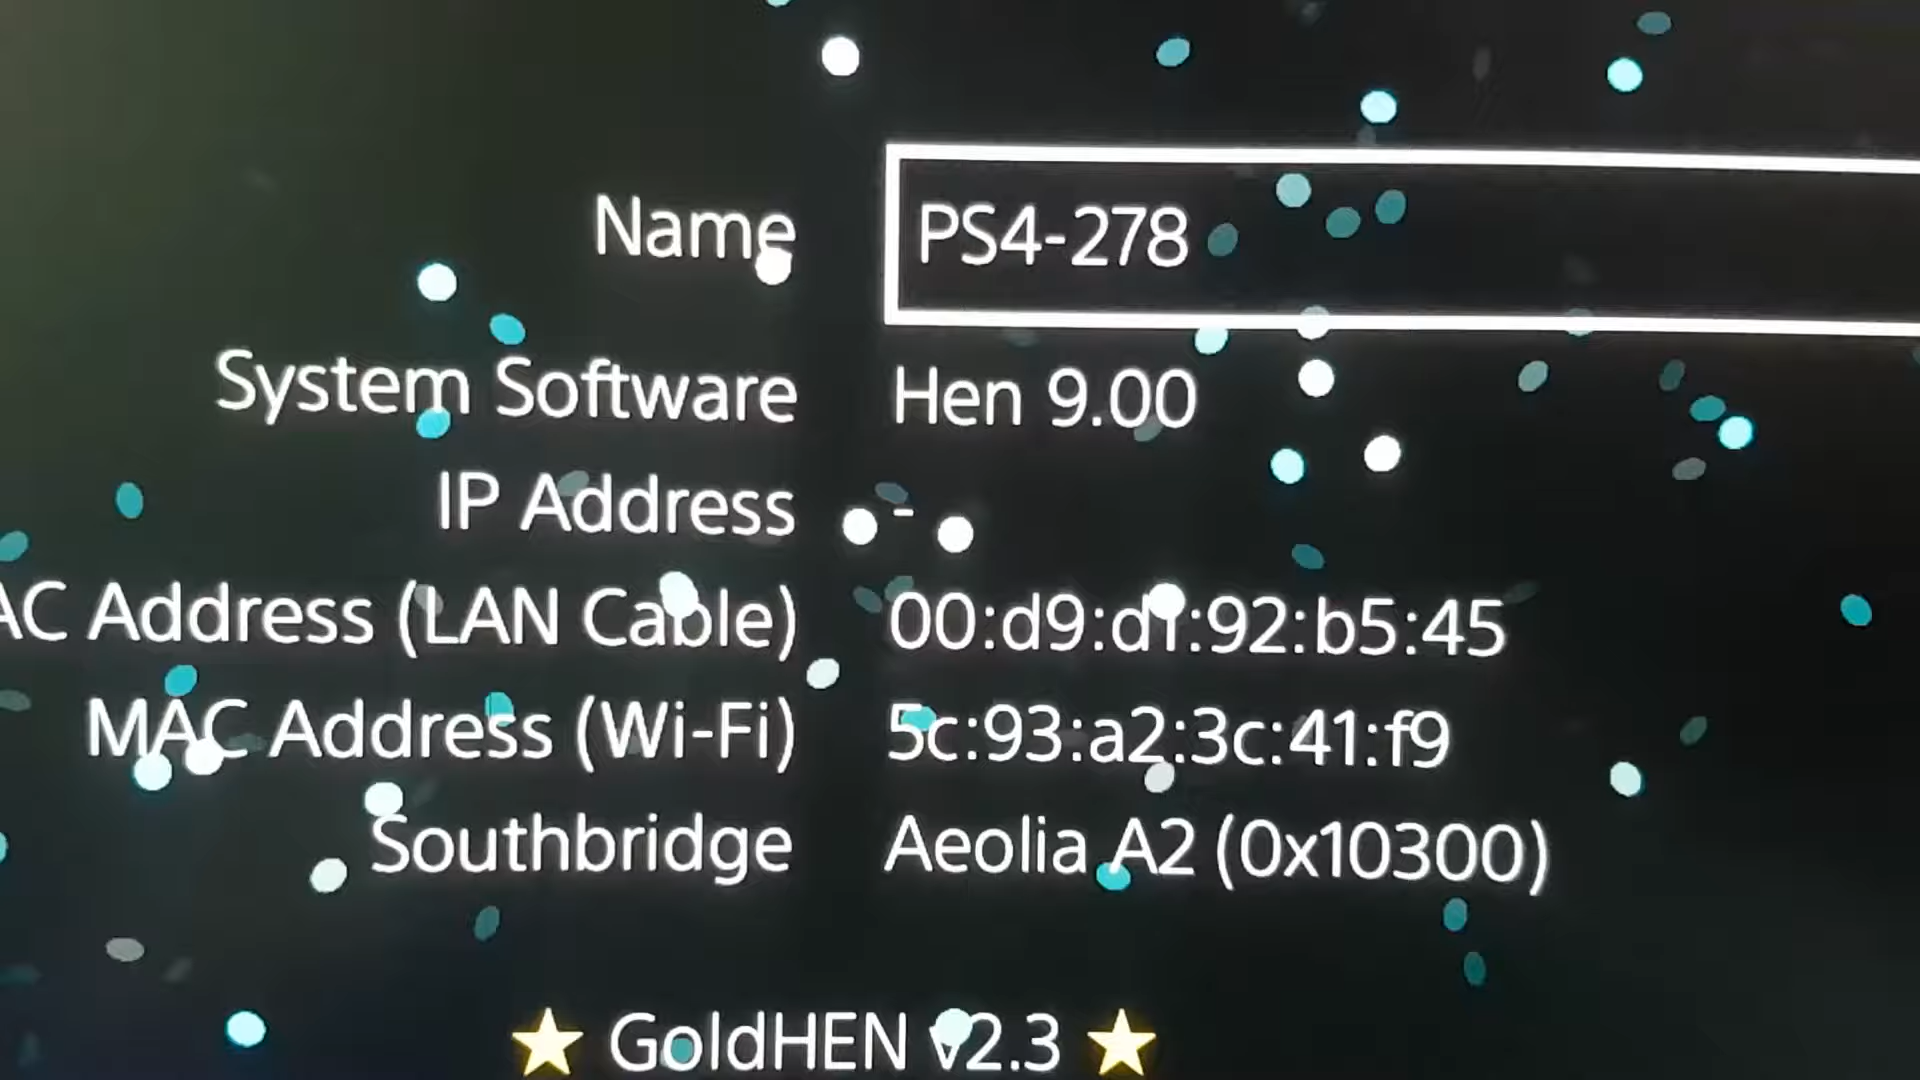 Name PS4-278
System Software Hen 9.00
IP Address -
AC Address (LAN Cable) 00:d9:d1:92:b5:45
MAC Address (Wi-Fi) 5c:93:a2:3c:41:f9
Southbridge Aeolia A2 (0x10300)
★ GoldHEN v2.3 ★